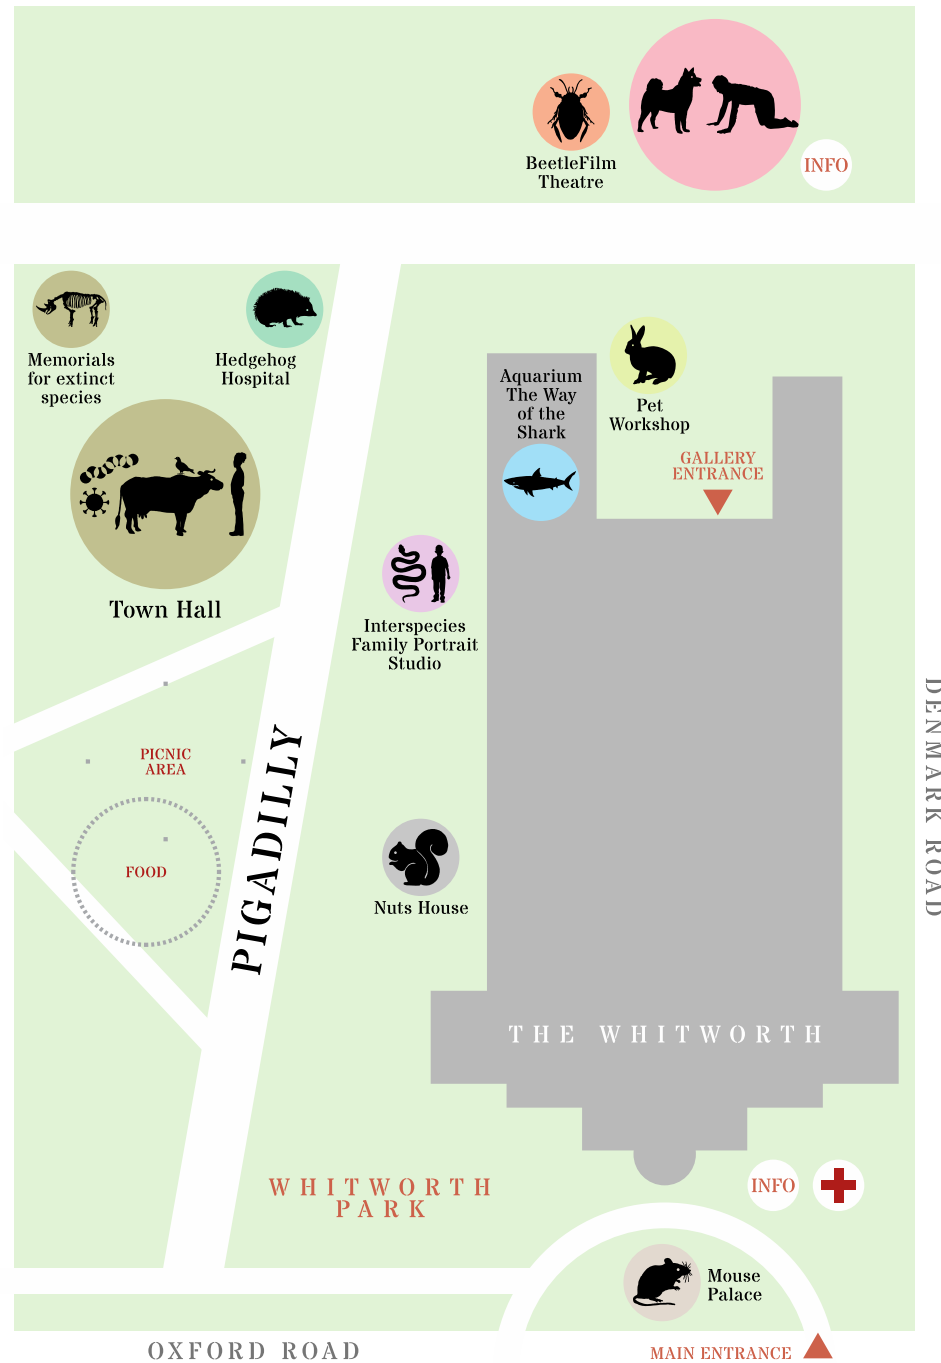 BeetleFilm
Theatre
INFO
Memorials
for extinct
species
Hedgehog
Hospital
Aquarium
The Way
of the
Shark
Pet
Workshop
GALLERY
ENTRANCE
Town Hall
Interspecies
Family Portrait
Studio
PICNIC
AREA
FOOD
PIGADILLY
DENMARK ROAD
Nuts House
THE WHITWORTH
WHITWORTH
PARK
INFO
Mouse
Palace
OXFORD ROAD
MAIN ENTRANCE